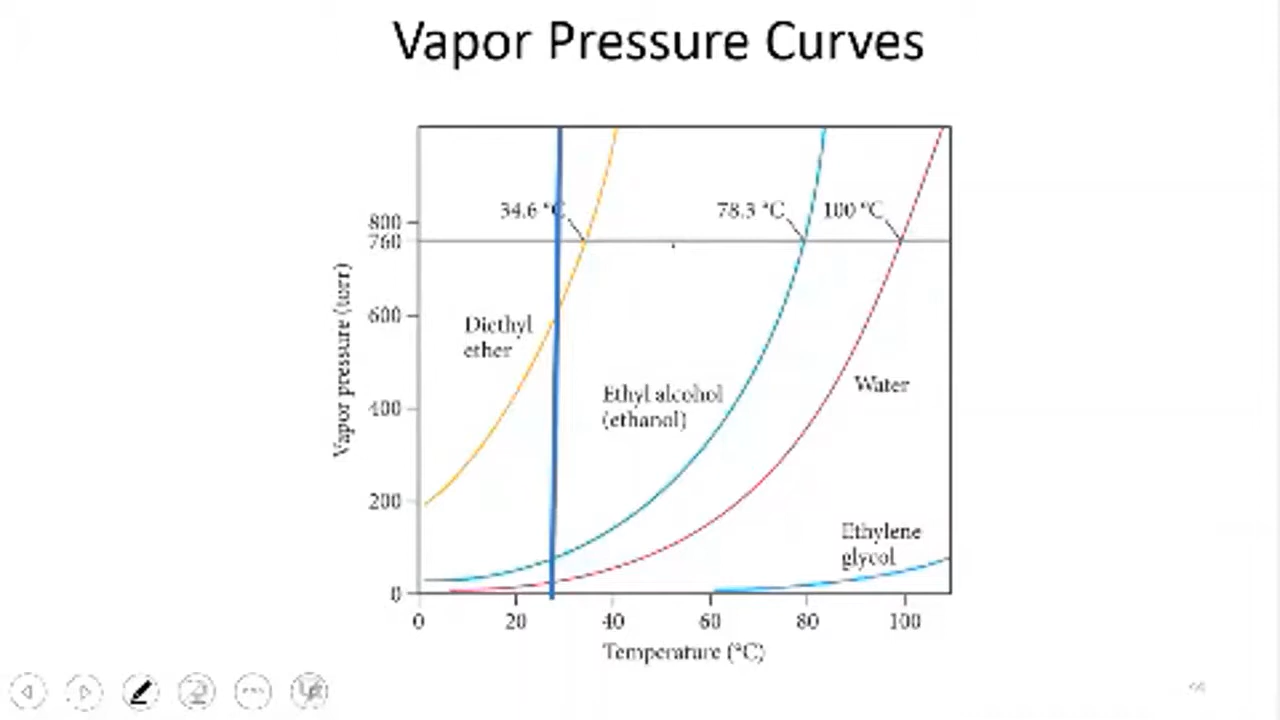 Vapor Pressure Curves
34.6 °C
78.3 °C
100 °C
800
760
600
400
200
0
Vapor pressure (torr)
Diethyl
ether
Ethyl alcohol
(ethanol)
Water
Ethylene
glycol
0 20 40 60 80 100
Temperature (°C)